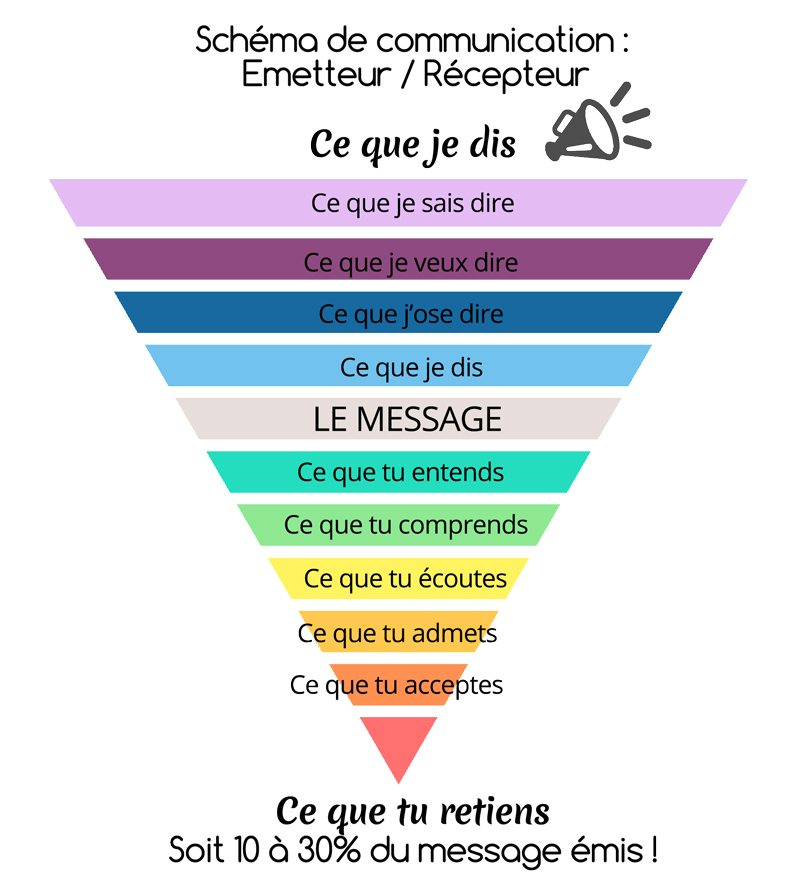 Schéma de communication :
Emetteur / Récepteur
Ce que je dis
Ce que je sais dire
Ce que je veux dire
Ce que j’ose dire
Ce que je dis
LE MESSAGE
Ce que tu entends
Ce que tu comprends
Ce que tu écoutes
Ce que tu admets
Ce que tu acceptes
Ce que tu retiens
Soit 10 à 30% du message émis !